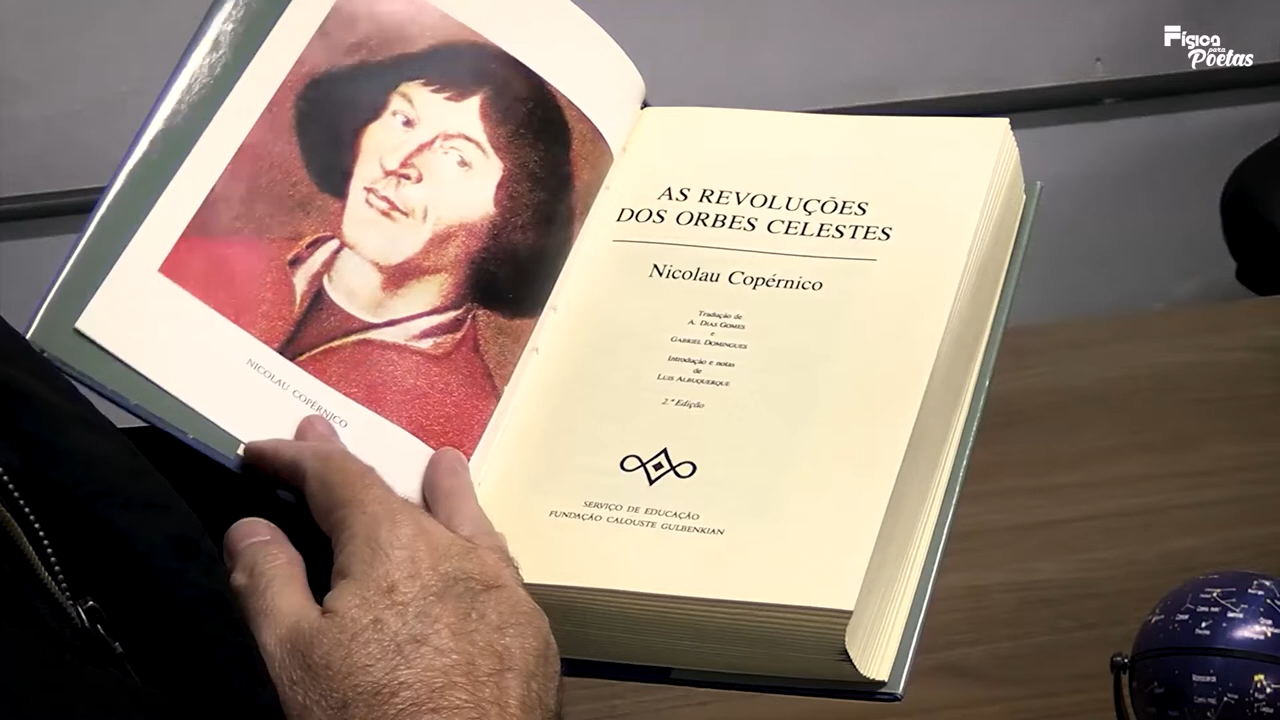 Física
para
Poetas
NICOLAU COPÉRNICO
AS REVOLUÇÕES
DOS ORBES CELESTES
Nicolau Copérnico
Tradução de
A. DIAS GOMES
e
GABRIEL DOMINGUES
Introdução e notas
de
LUÍS ALBUQUERQUE
2.ª Edição
SERVIÇO DE EDUCAÇÃO
FUNDAÇÃO CALOUSTE GULBENKIAN